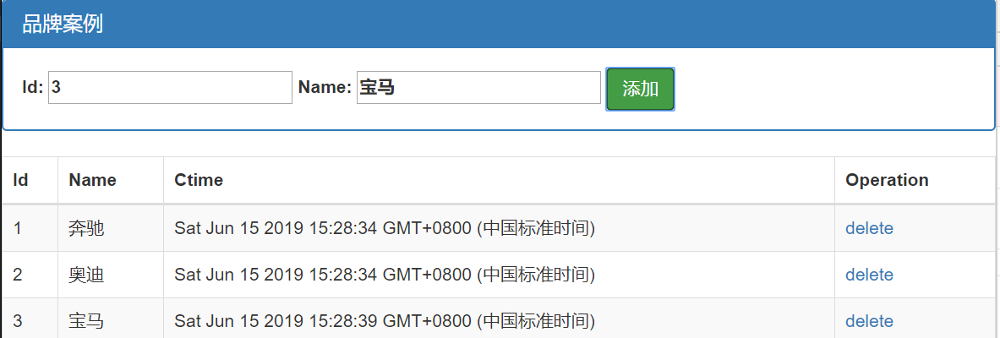 品牌案例
Id: 3 Name: 宝马 添加
Id Name Ctime Operation
1 奔驰 Sat Jun 15 2019 15:28:34 GMT+0800 (中国标准时间) delete
2 奥迪 Sat Jun 15 2019 15:28:34 GMT+0800 (中国标准时间) delete
3 宝马 Sat Jun 15 2019 15:28:39 GMT+0800 (中国标准时间) delete